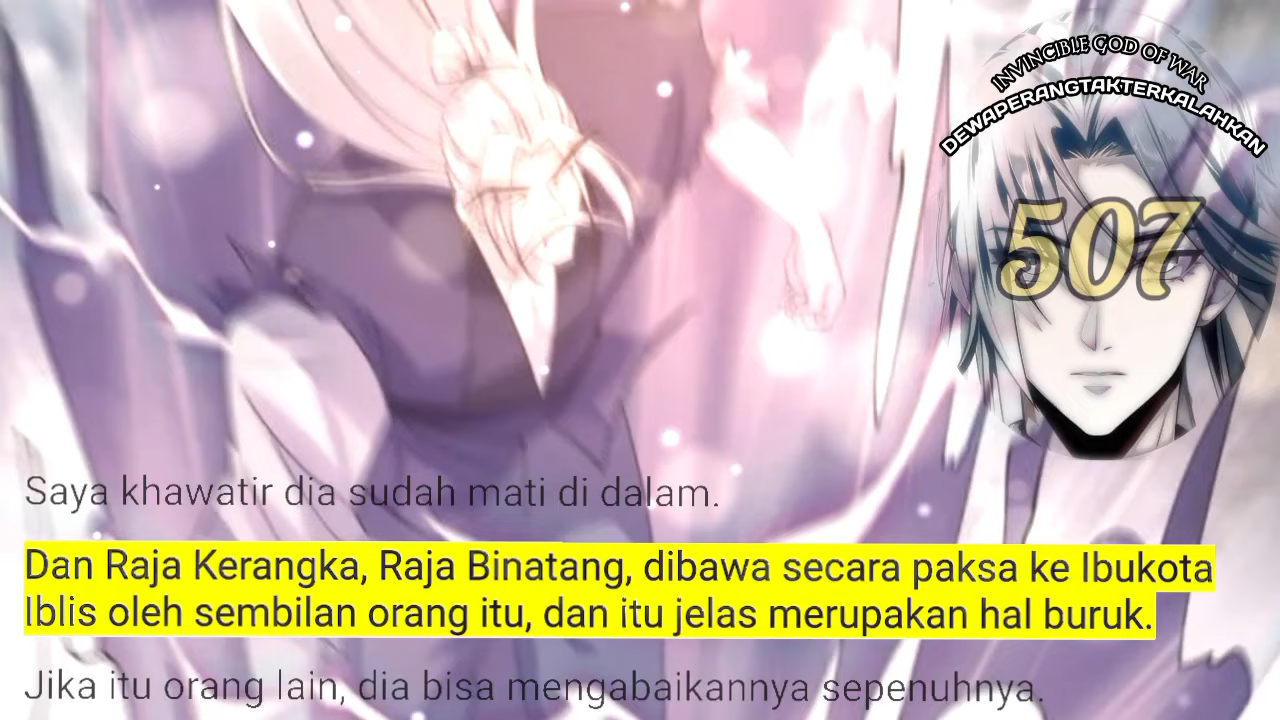 INVINCIBLE GOD OF WAR
DEWAPERANGTAKTERKALAHKAN
507
Saya khawatir dia sudah mati di dalam.
Dan Raja Kerangka, Raja Binatang, dibawa secara paksa ke Ibukota
Iblis oleh sembilan orang itu, dan itu jelas merupakan hal buruk.
Jika itu orang lain, dia bisa mengabaikannya sepenuhnya.